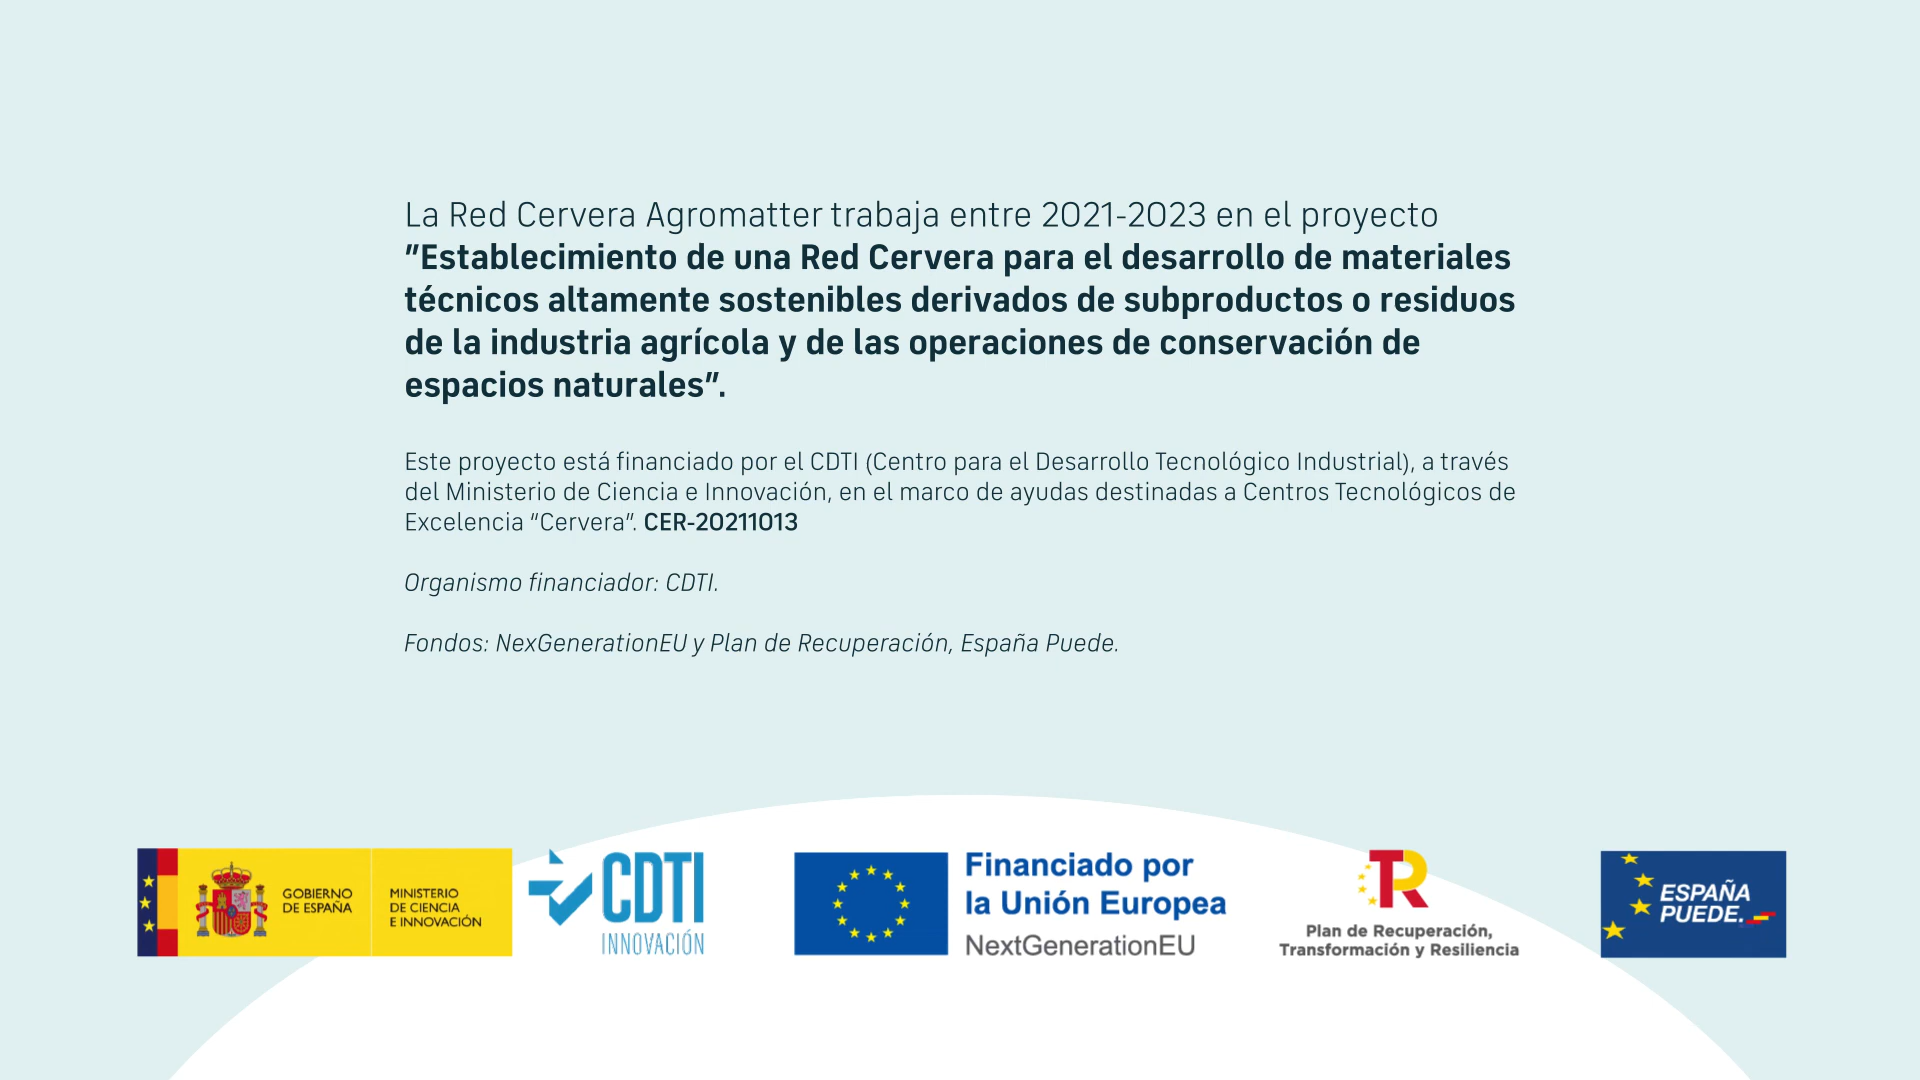 La Red Cervera Agromatter trabaja entre 2021-2023 en el proyecto
"Establecimiento de una Red Cervera para el desarrollo de materiales
técnicos altamente sostenibles derivados de subproductos o residuos
de la industria agrícola y de las operaciones de conservación de
espacios naturales".
Este proyecto está financiado por el CDTI (Centro para el Desarrollo Tecnológico Industrial), a través
del Ministerio de Ciencia e Innovación, en el marco de ayudas destinadas a Centros Tecnológicos de
Excelencia "Cervera". CER-20211013
Organismo financiador: CDTI.
Fondos: NexGenerationEU y Plan de Recuperación, España Puede.
GOBIERNO
DE ESPAÑA
MINISTERIO
DE CIENCIA
E INNOVACIÓN
CDTI
INNOVACIÓN
Financiado por
la Unión Europea
NextGenerationEU
TR
Plan de Recuperación,
Transformación y Resiliencia
ESPAÑA
PUEDE.